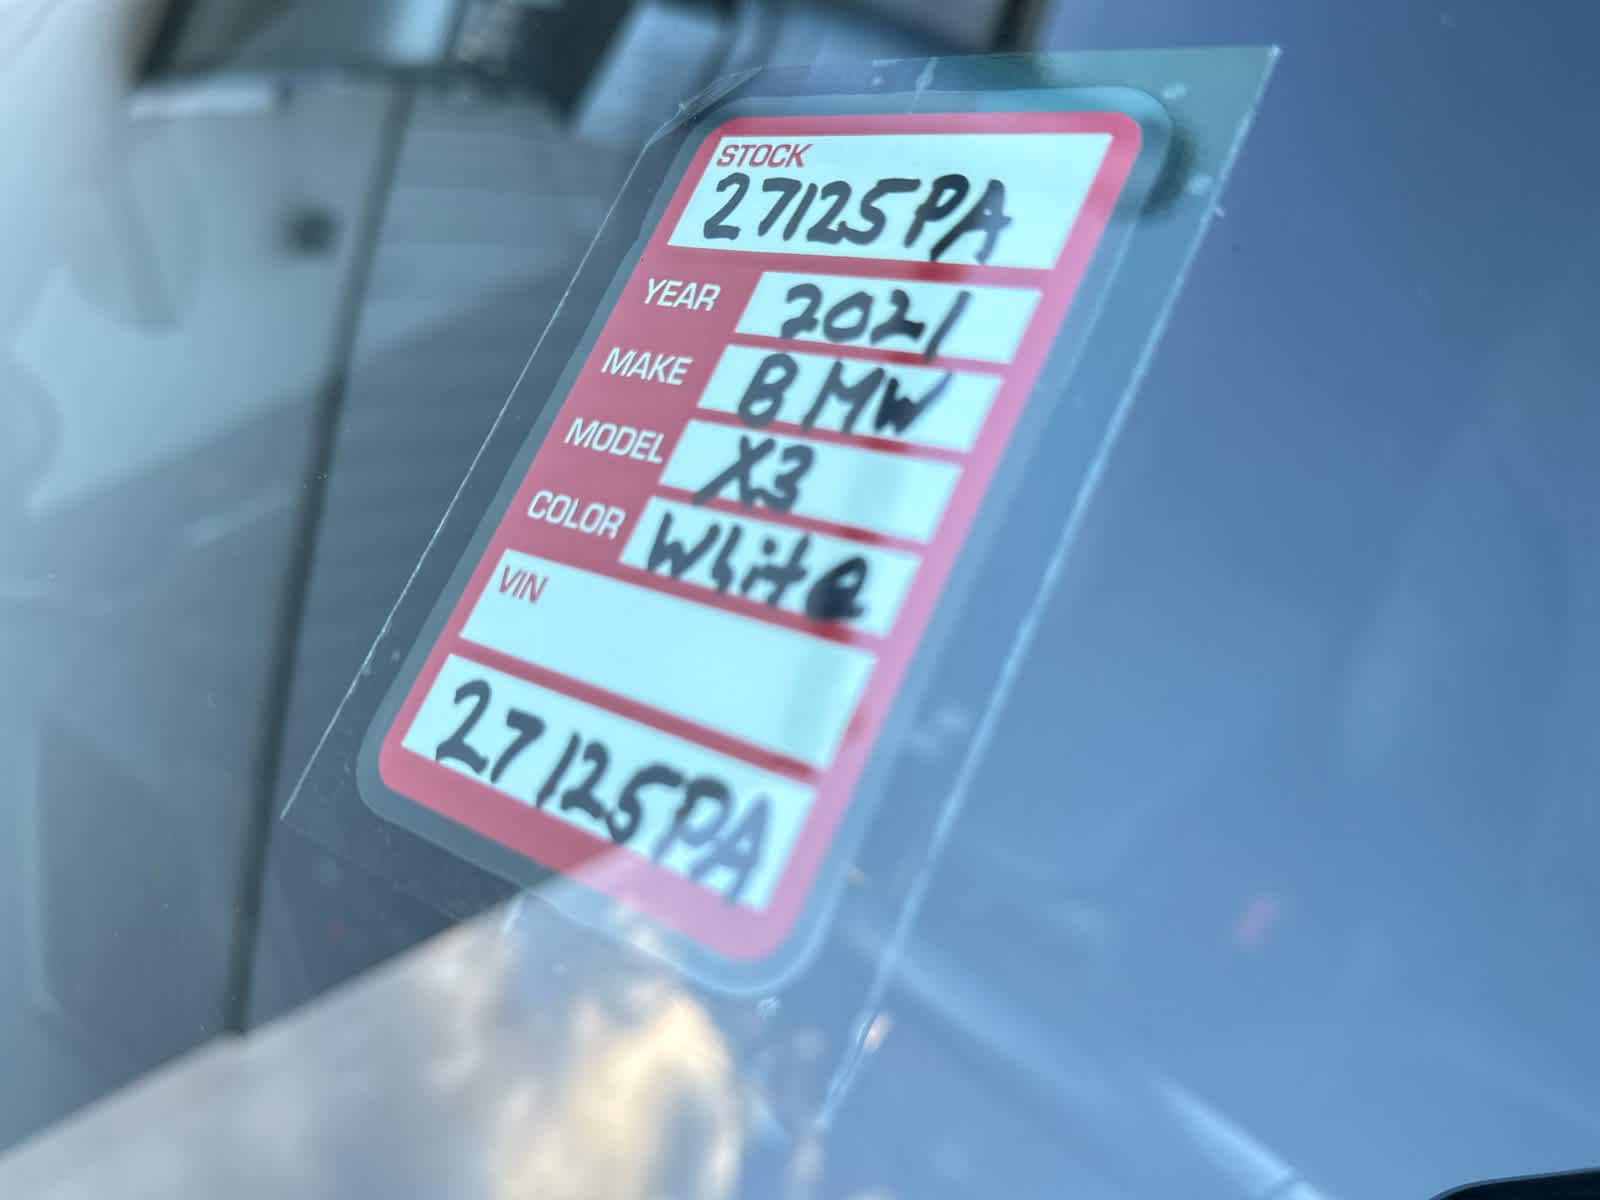 STOCK
27125PA
YEAR 2021
MAKE BMW
MODEL X3
COLOR White
VIN
27125PA